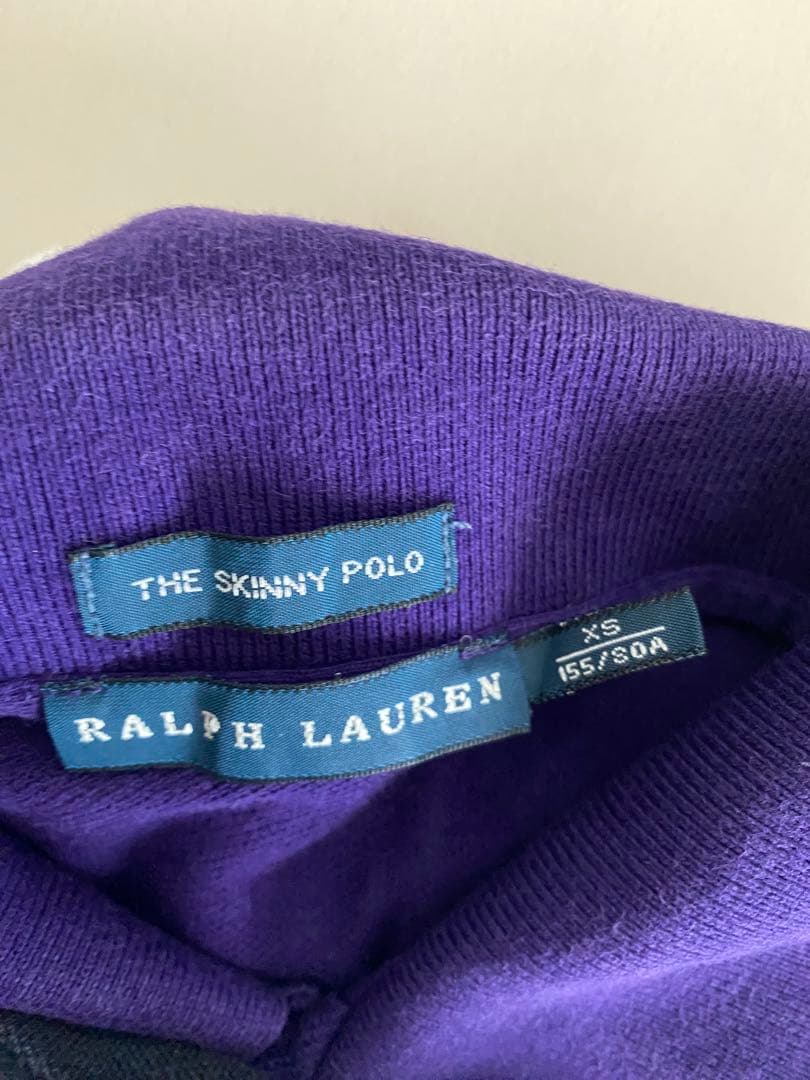 THE SKINNY POLO
RALPH LAUREN
XS
155/80A